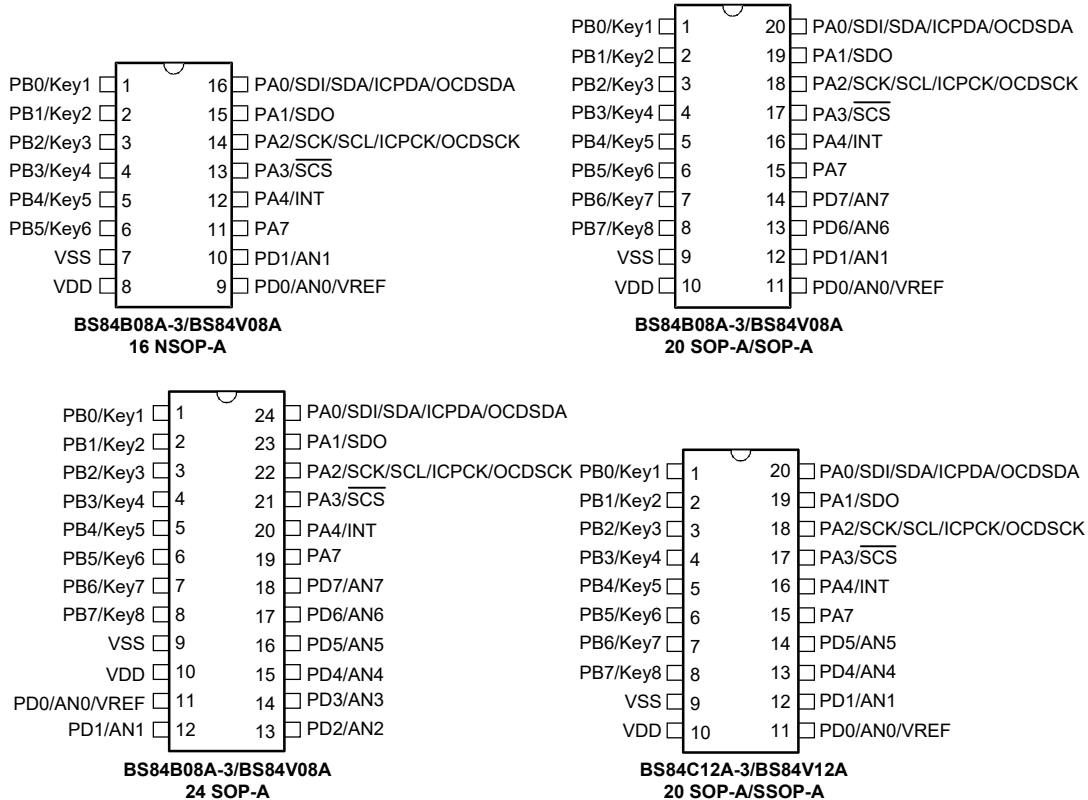 PB0/Key1 1 16 PA0/SDI/SDA/ICPDA/OCDSDA
PB1/Key2 2 15 PA1/SDO
PB2/Key3 3 14 PA2/SCK/SCL/ICPCK/OCDSCK
PB3/Key4 4 13 PA3/SCS
PB4/Key5 5 12 PA4/INT
PB5/Key6 6 11 PA7
VSS 7 10 PD1/AN1
VDD 8 9 PD0/AN0/VREF
BS84B08A-3/BS84V08A
16 NSOP-A
PB0/Key1 1 20 PA0/SDI/SDA/ICPDA/OCDSDA
PB1/Key2 2 19 PA1/SDO
PB2/Key3 3 18 PA2/SCK/SCL/ICPCK/OCDSCK
PB3/Key4 4 17 PA3/SCS
PB4/Key5 5 16 PA4/INT
PB5/Key6 6 15 PA7
PB6/Key7 7 14 PD7/AN7
PB7/Key8 8 13 PD6/AN6
VSS 9 12 PD1/AN1
VDD 10 11 PD0/AN0/VREF
BS84B08A-3/BS84V08A
20 SOP-A/SSOP-A
PB0/Key1 1 24 PA0/SDI/SDA/ICPDA/OCDSDA
PB1/Key2 2 23 PA1/SDO
PB2/Key3 3 22 PA2/SCK/SCL/ICPCK/OCDSCK
PB3/Key4 4 21 PA3/SCS
PB4/Key5 5 20 PA4/INT
PB5/Key6 6 19 PA7
PB6/Key7 7 18 PD7/AN7
PB7/Key8 8 17 PD6/AN6
VSS 9 16 PD5/AN5
VDD 10 15 PD4/AN4
PD0/AN0/VREF 11 14 PD3/AN3
PD1/AN1 12 13 PD2/AN2
BS84B08A-3/BS84V08A
24 SOP-A
PB0/Key1 1 20 PA0/SDI/SDA/ICPDA/OCDSDA
PB1/Key2 2 19 PA1/SDO
PB2/Key3 3 18 PA2/SCK/SCL/ICPCK/OCDSCK
PB3/Key4 4 17 PA3/SCS
PB4/Key5 5 16 PA4/INT
PB5/Key6 6 15 PA7
PB6/Key7 7 14 PD5/AN5
PB7/Key8 8 13 PD4/AN4
VSS 9 12 PD1/AN1
VDD 10 11 PD0/AN0/VREF
BS84C12A-3/BS84V12A
20 SOP-A/SSOP-A